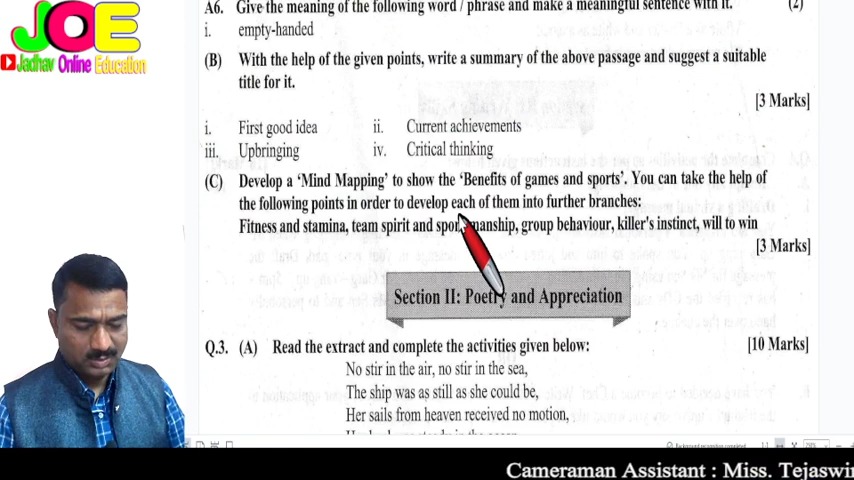 JOE
Jadhav Online Education
A6. Give the meaning of the following word / phrase and make a meaningful sentence with it. (2)
i. empty-handed
(B) With the help of the given points, write a summary of the above passage and suggest a suitable
title for it.
[3 Marks]
i. First good idea ii. Current achievements
iii. Upbringing iv. Critical thinking
(C) Develop a 'Mind Mapping' to show the 'Benefits of games and sports'. You can take the help of
the following points in order to develop each of them into further branches:
Fitness and stamina, team spirit and sportsmanship, group behaviour, killer's instinct, will to win
[3 Marks]
Section II: Poetry and Appreciation
Q.3. (A) Read the extract and complete the activities given below: [10 Marks]
No stir in the air, no stir in the sea,
The ship was as still as she could be,
Her sails from heaven received no motion,
Cameraman Assistant : Miss. Tejaswin